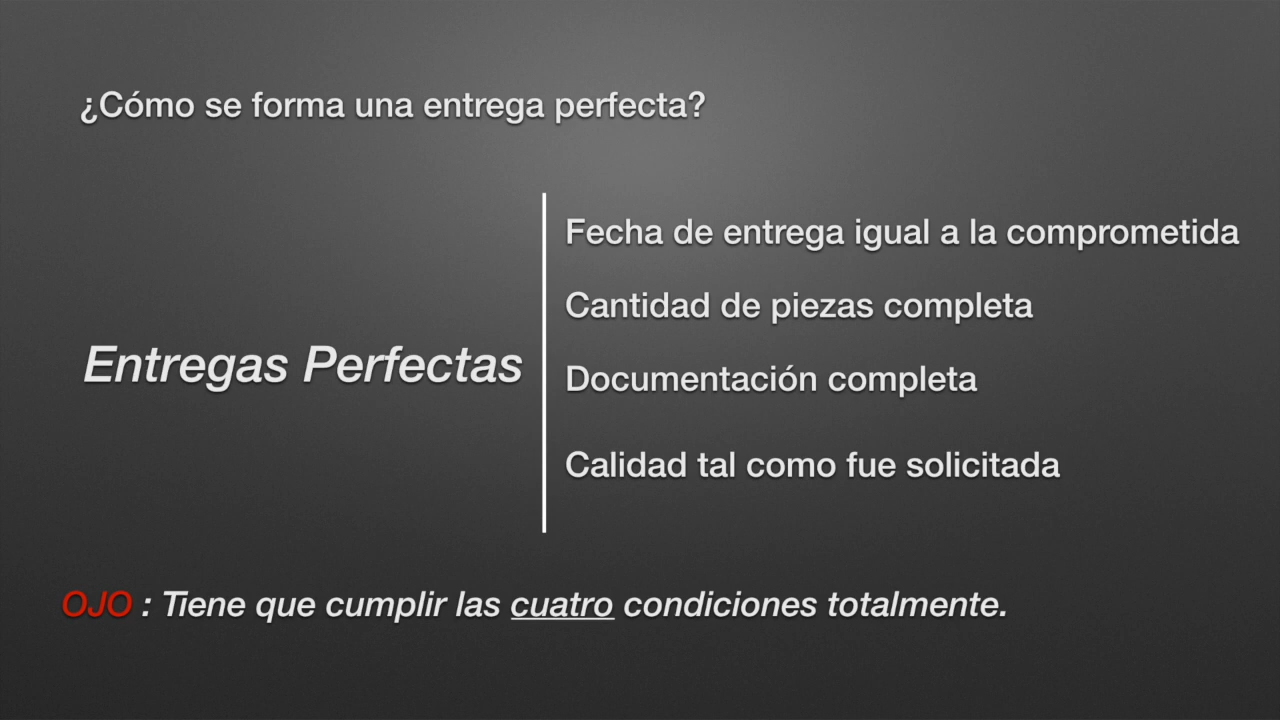 ¿Cómo se forma una entrega perfecta?
Entregas Perfectas
Fecha de entrega igual a la comprometida
Cantidad de piezas completa
Documentación completa
Calidad tal como fue solicitada
OJO : Tiene que cumplir las cuatro condiciones totalmente.